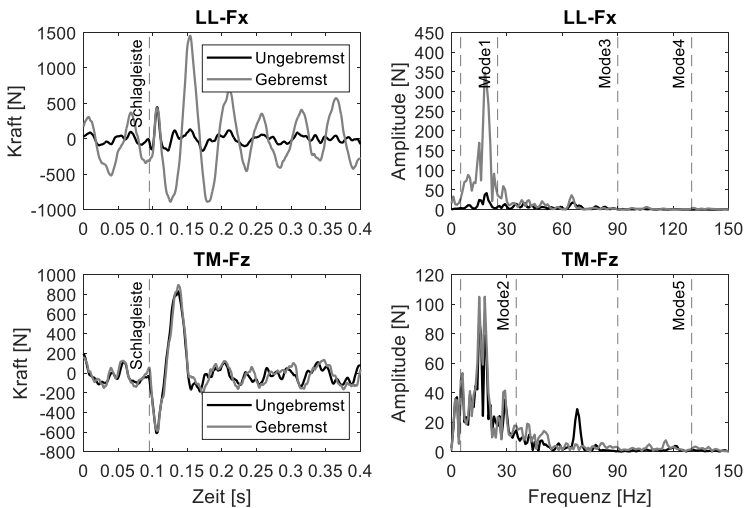 LL-Fx
Kraft [N]
1500
1000
500
0
-500
-1000
Schlagleiste
Ungebremst
Gebremst
0 0.05 0.1 0.15 0.2 0.25 0.3 0.35 0.4
LL-Fx
Amplitude [N]
450
400
350
300
250
200
150
100
50
0
Mode1
Mode3
Mode4
0 30 60 90 120 150
TM-Fz
Kraft [N]
1000
800
600
400
200
0
-200
-400
-600
-800
Schlagleiste
Ungebremst
Gebremst
0 0.05 0.1 0.15 0.2 0.25 0.3 0.35 0.4
Zeit [s]
TM-Fz
Amplitude [N]
120
100
80
60
40
20
0
Mode2
Mode5
0 30 60 90 120 150
Frequenz [Hz]